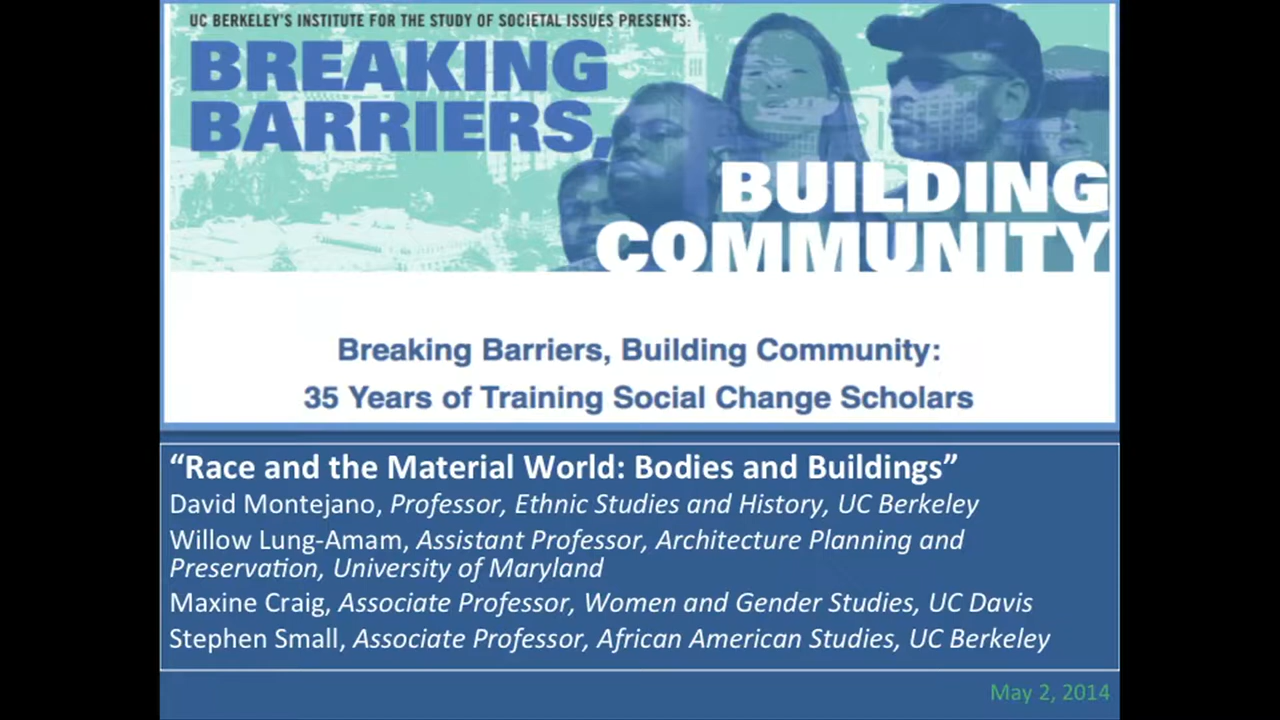 UC BERKELEY'S INSTITUTE FOR THE STUDY OF SOCIETAL ISSUES PRESENTS:
BREAKING
BARRIERS,
BUILDING
COMMUNITY
Breaking Barriers, Building Community:
35 Years of Training Social Change Scholars
“Race and the Material World: Bodies and Buildings”
David Montejano, Professor, Ethnic Studies and History, UC Berkeley
Willow Lung-Amam, Assistant Professor, Architecture Planning and
Preservation, University of Maryland
Maxine Craig, Associate Professor, Women and Gender Studies, UC Davis
Stephen Small, Associate Professor, African American Studies, UC Berkeley
May 2, 2014